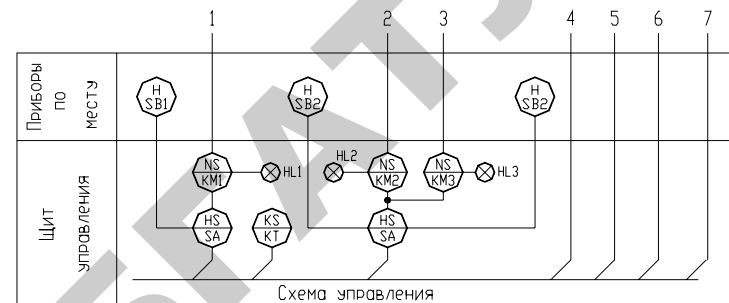 1 2 3 4 5 6 7
Приборы
по
месту
H
SB1
H
SB2
H
SB2
NS
KM1
HL1
HL2
NS
KM2
NS
KM3
HL3
Щит
управления
HS
SA
KS
KT
HS
SA
Схема управления